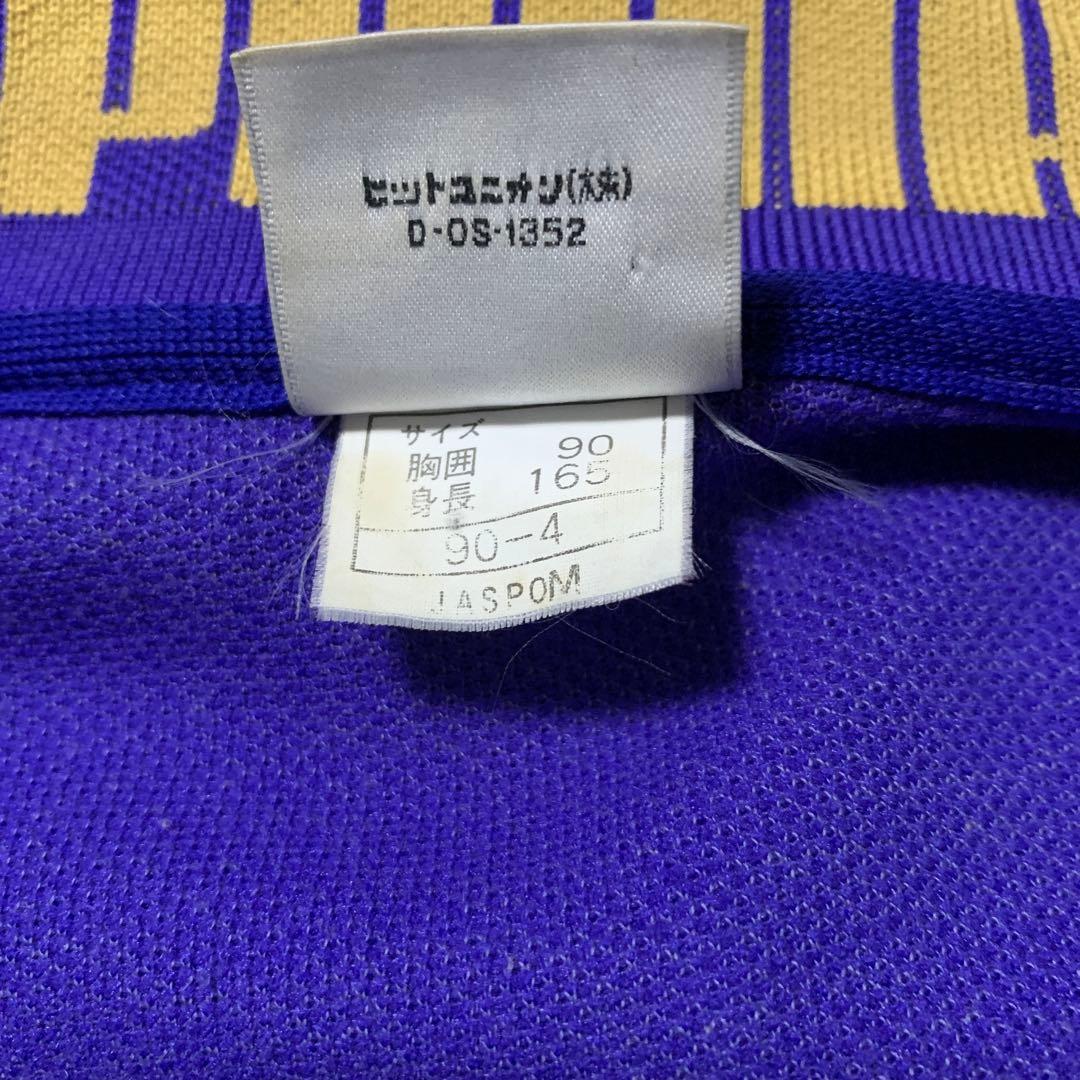 ヒットユニオン(株)
D-OS-1352
サイズ
胸囲 90
身長 165
90-4
JASPOM